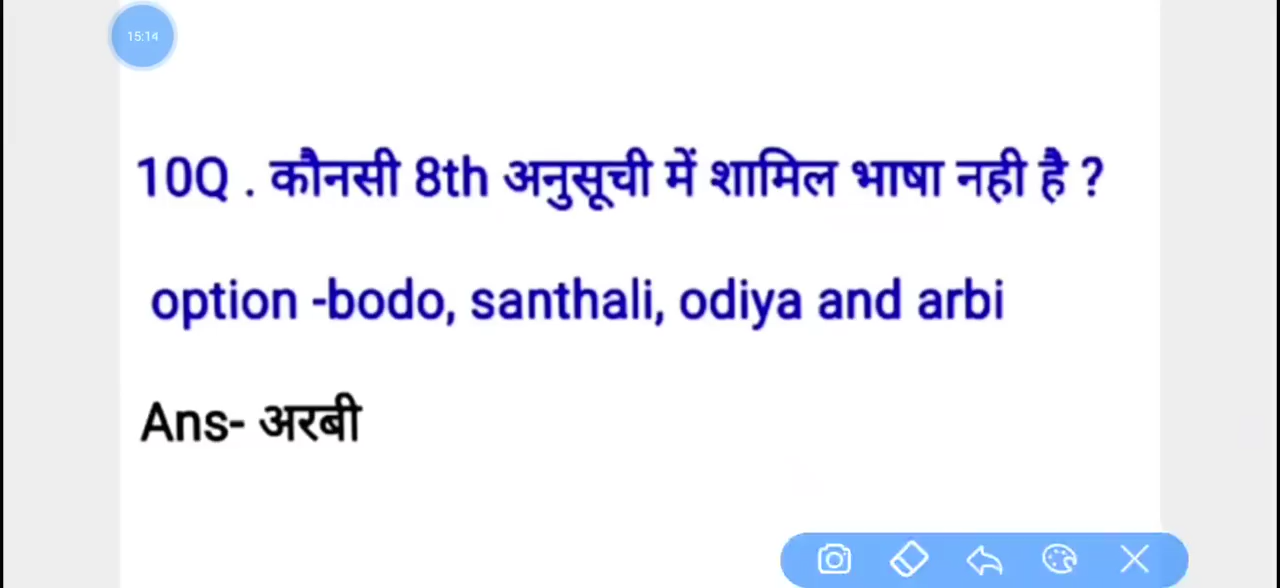 15:14
10Q . कौनसी 8th अनुसूची में शामिल भाषा नही है ?
option -bodo, santhali, odiya and arbi
Ans- अरबी